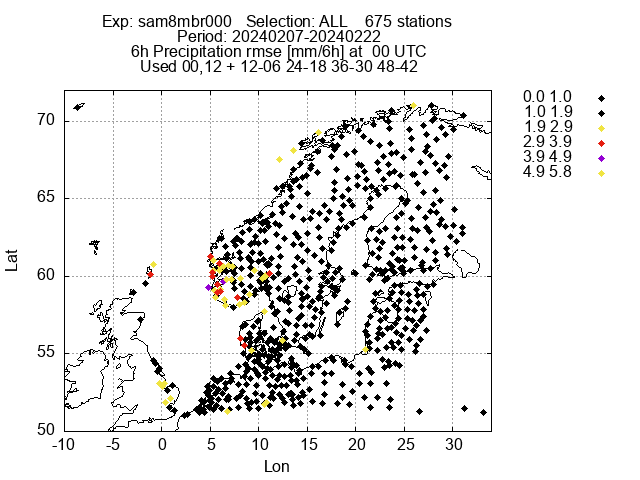 Exp: sam8mbr000   Selection: ALL    675 stations
Period: 20240207-20240222
6h Precipitation rmse [mm/6h] at  00 UTC
Used 00,12 + 12-06 24-18 36-30 48-42
0.0 1.0
1.0 1.9
1.9 2.9
2.9 3.9
3.9 4.9
4.9 5.8
70
65
60
55
50
Lat
-10 -5 0 5 10 15 20 25 30
Lon